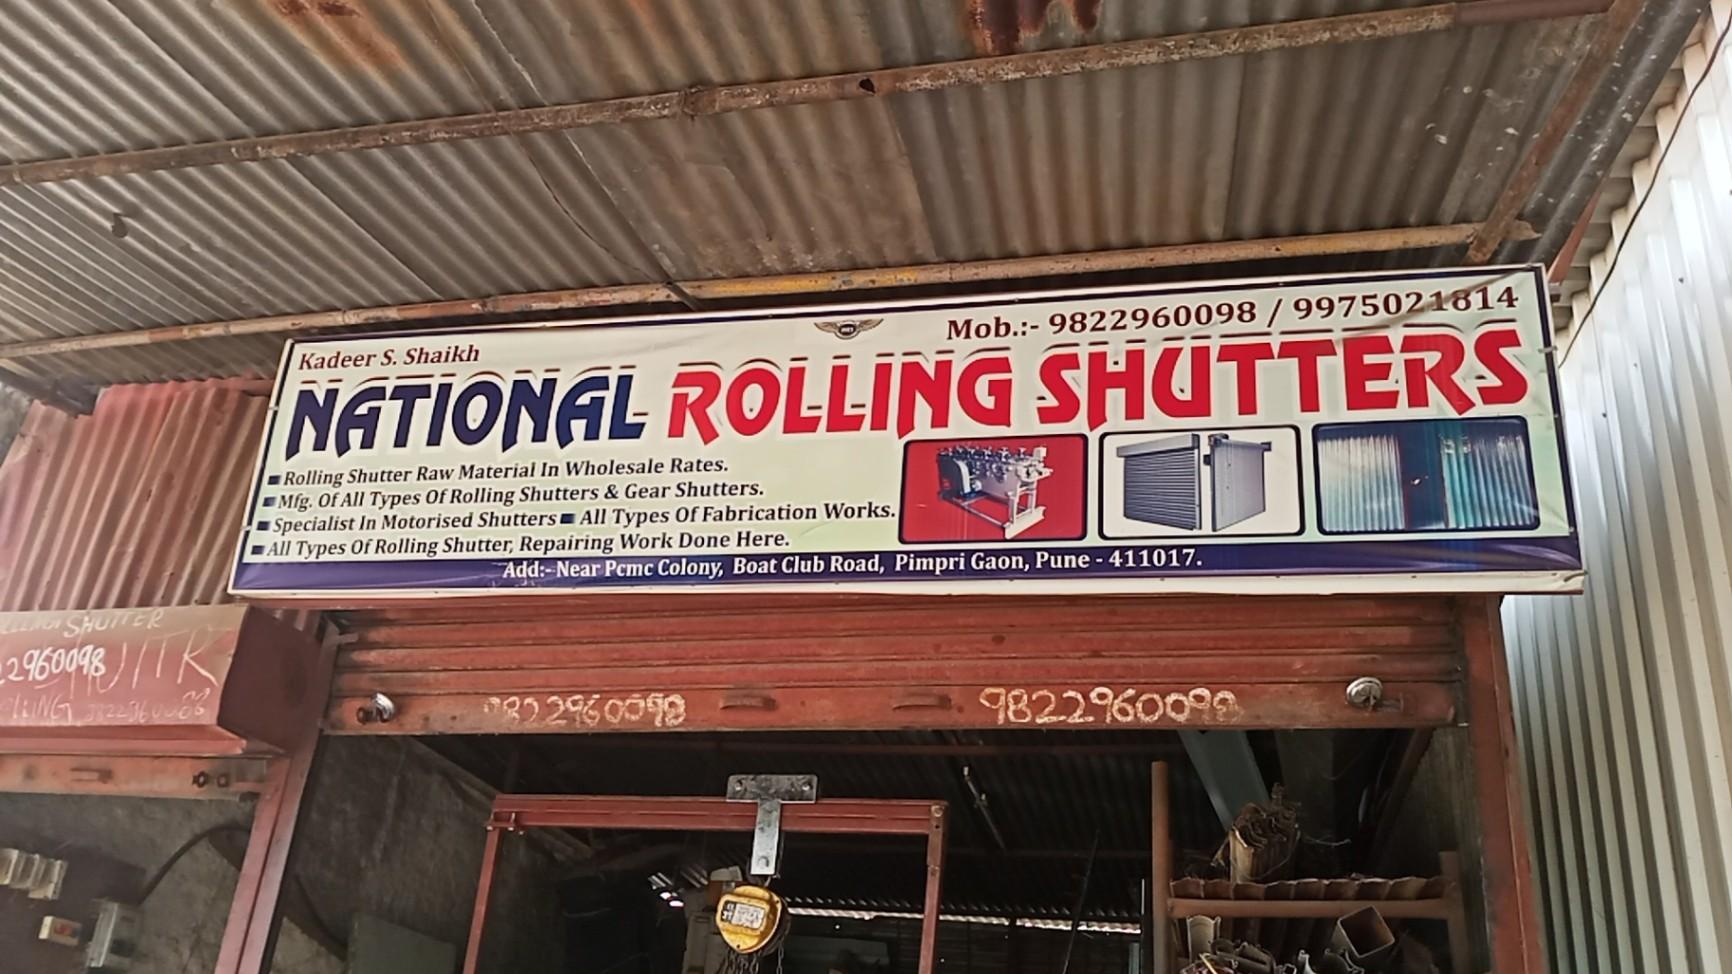 Kadeer S. Shaikh
Mob.:- 9822960098 / 9975021814
NATIONAL ROLLING SHUTTERS
Rolling Shutter Raw Material In Wholesale Rates.
Mfg. Of All Types Of Rolling Shutters & Gear Shutters.
Specialist In Motorised Shutters All Types Of Fabrication Works.
All Types Of Rolling Shutter, Repairing Work Done Here.
Add:- Near Pcmc Colony, Boat Club Road, Pimpri Gaon, Pune - 411017.
SHUTTER
22960098
9822960098 9822960098